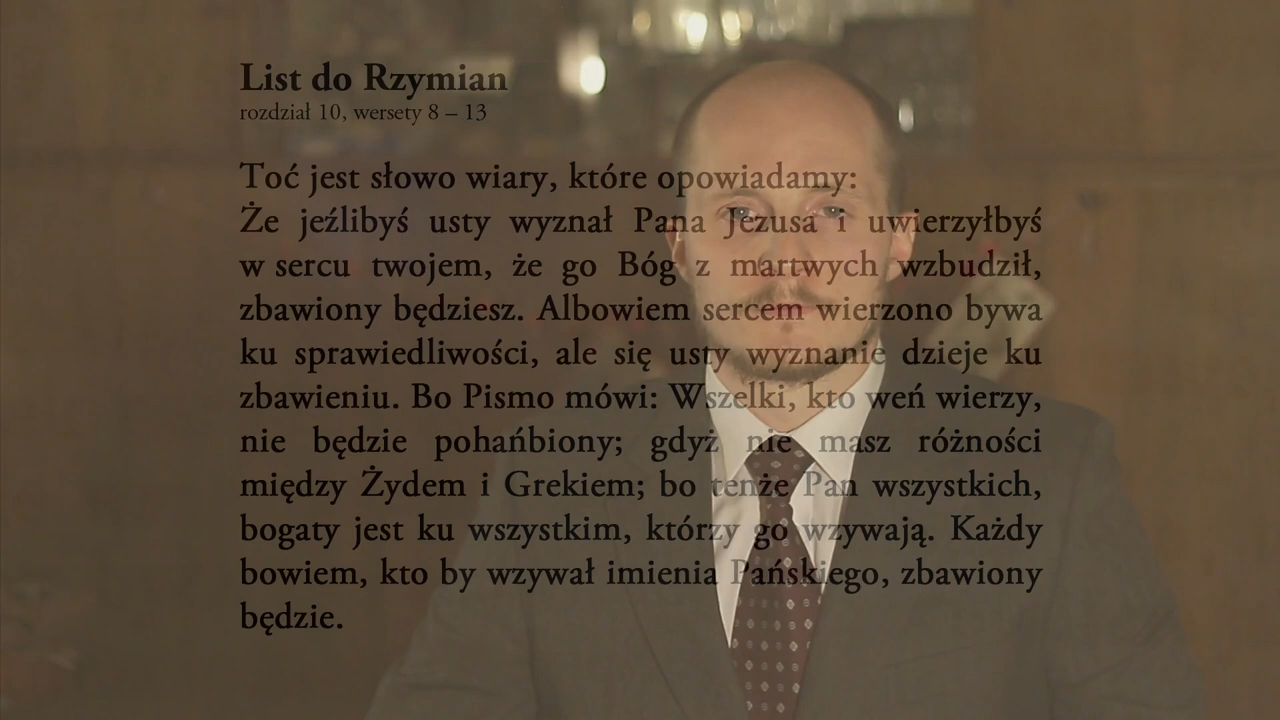 List do Rzymian
rozdział 10, wersety 8 – 13
Toć jest słowo wiary, które opowiadamy:
Że jeźlibyś usty wyznał Pana Jezusa i uwierzyłbyś
w sercu twojem, że go Bóg z martwych wzbudził,
zbawiony będziesz. Albowiem sercem wierzono bywa
ku sprawiedliwości, ale się usty wyznanie dzieje ku
zbawieniu. Bo Pismo mówi: Wszelki, kto weń wierzy,
nie będzie pohańbiony; gdyż nie masz różności
między Żydem i Grekiem; bo tenże Pan wszystkich,
bogaty jest ku wszystkim, którzy go wzywają. Każdy
bowiem, kto by wzywał imienia Pańskiego, zbawiony
będzie.